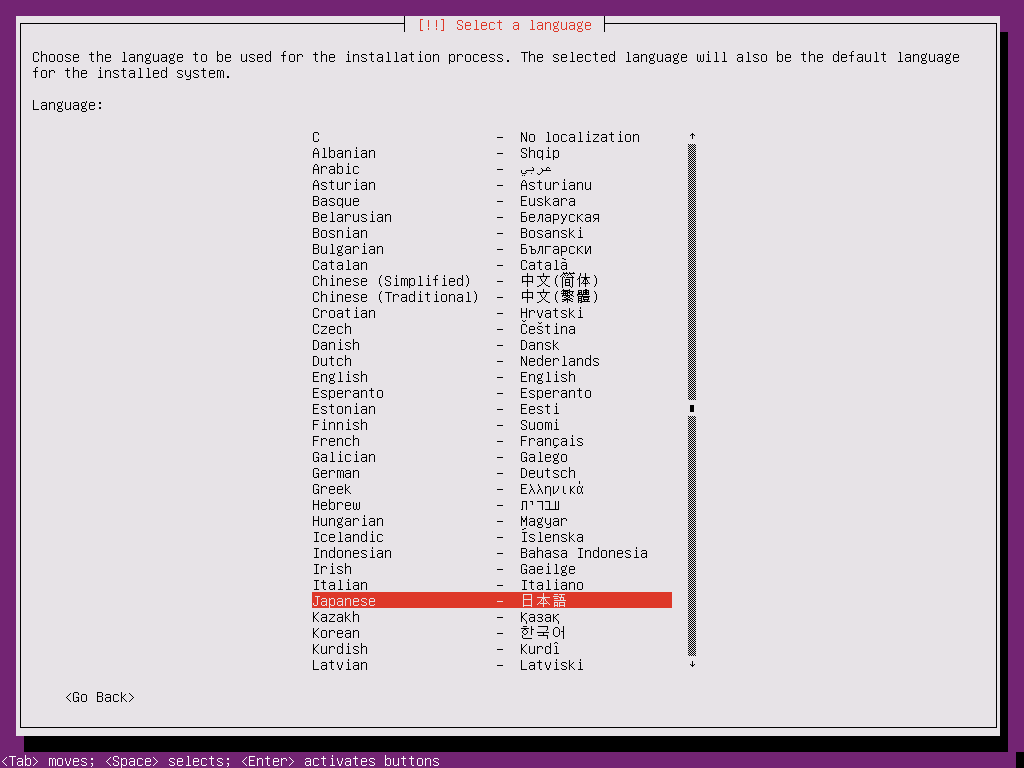 [!!] Select a language
Choose the language to be used for the installation process. The selected language will also be the default language
for the installed system.
Language:
C - No localization
Albanian - Shqip
Arabic - عربي
Asturian - Asturianu
Basque - Euskara
Belarusian - Беларуская
Bosnian - Bosanski
Bulgarian - Български
Catalan - Català
Chinese (Simplified) - 中文(简体)
Chinese (Traditional) - 中文(繁體)
Croatian - Hrvatski
Czech - Čeština
Danish - Dansk
Dutch - Nederlands
English - English
Esperanto - Esperanto
Estonian - Eesti
Finnish - Suomi
French - Français
Galician - Galego
German - Deutsch
Greek - Ελληνικά
Hebrew - עברית
Hungarian - Magyar
Icelandic - Íslenska
Indonesian - Bahasa Indonesia
Irish - Gaeilge
Italian - Italiano
Japanese - 日本語
Kazakh - Қазақ
Korean - 한국어
Kurdish - Kurdî
Latvian - Latviski
<Go Back>
<Tab> moves; <Space> selects; <Enter> activates buttons